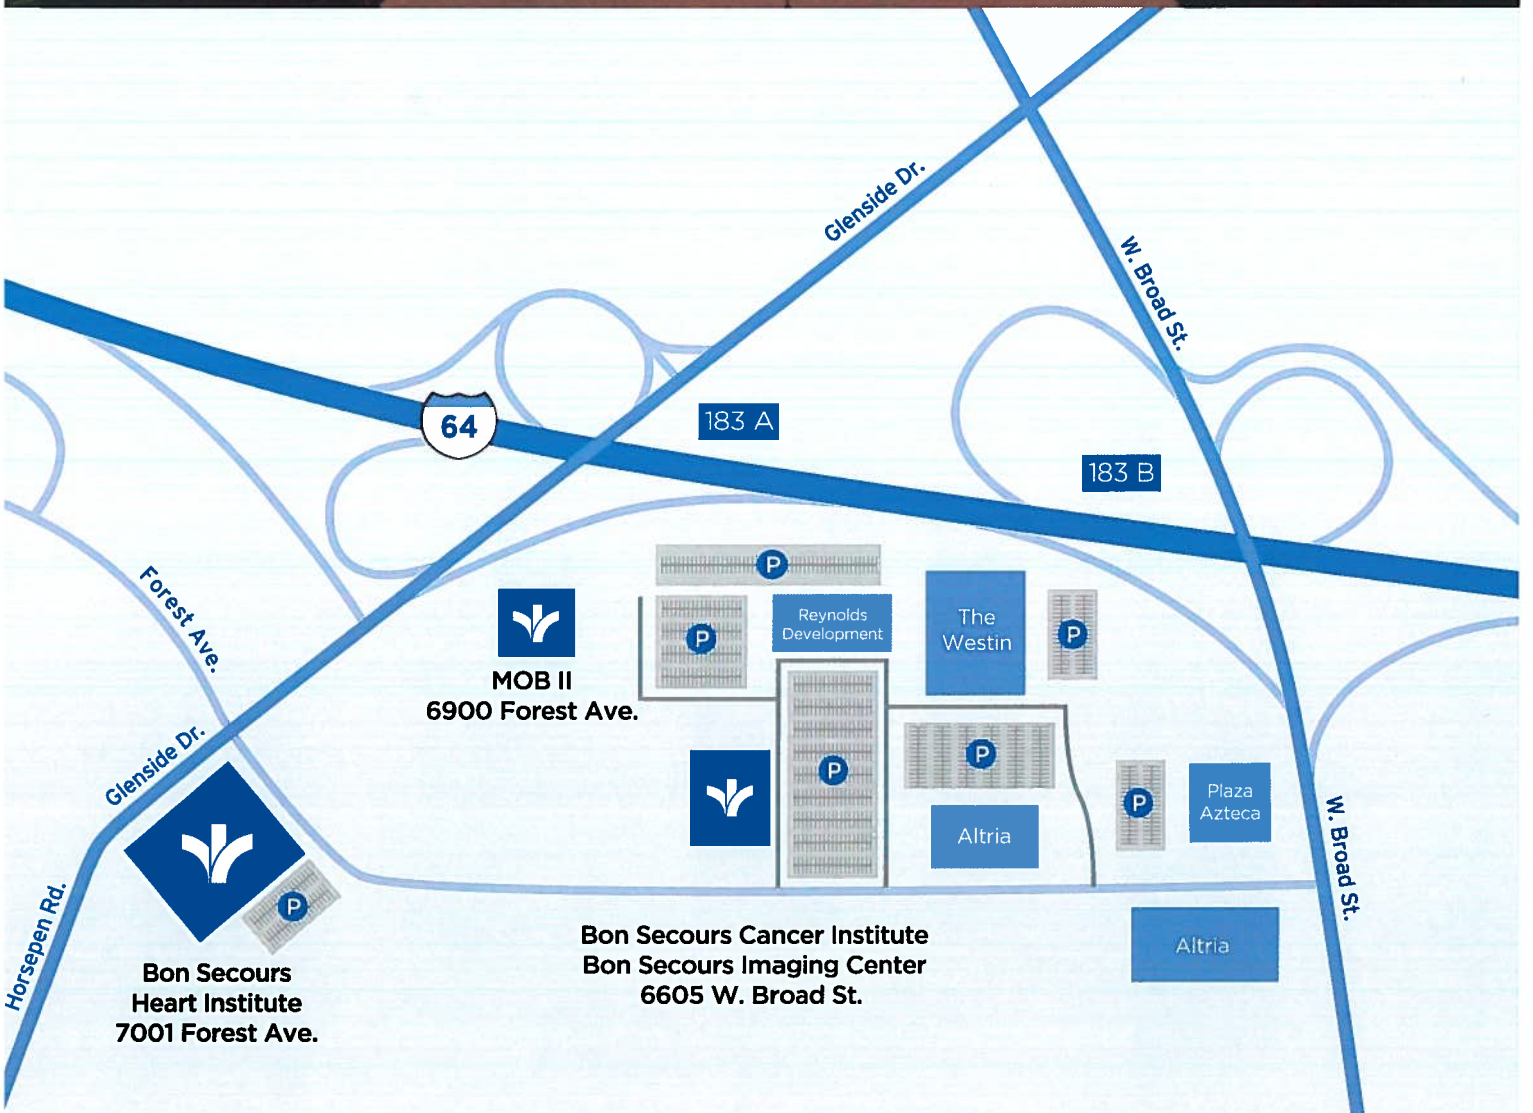 Glenside Dr.
W. Broad St.
64
183 A
183 B
Forest Ave.
P
P
Reynolds
Development
The
Westin
P
MOB II
6900 Forest Ave.
Glenside Dr.
P
P
P
Plaza
Azteca
Altria
W. Broad St.
Horsepen Rd.
P
Bon Secours
Heart Institute
7001 Forest Ave.
Bon Secours Cancer Institute
Bon Secours Imaging Center
6605 W. Broad St.
Altria